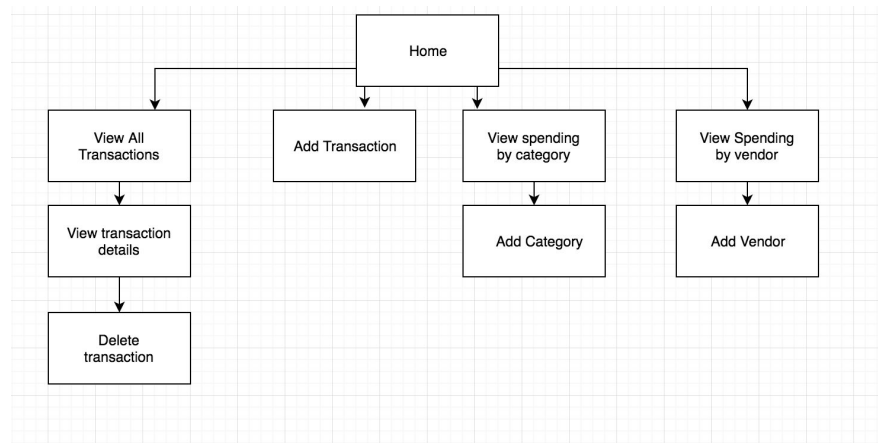 Home
View All
Transactions
Add Transaction
View spending
by category
View Spending
by vendor
View transaction
details
Add Category
Add Vendor
Delete
transaction